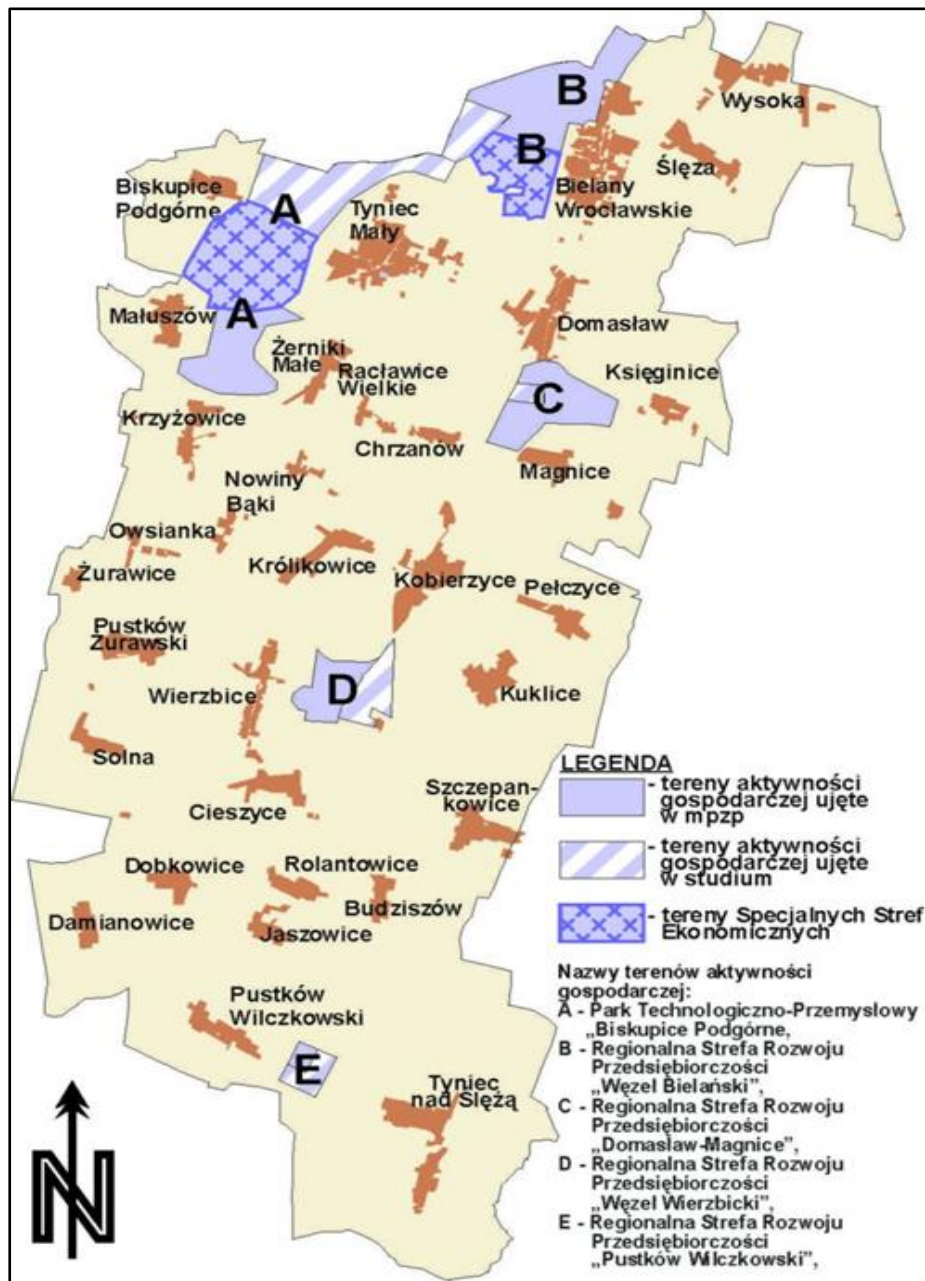 B
Wysoka
B
Ślęza
Biskupice
Podgórne
A
Tyniec
Mały
Bielany
Wrocławskie
Małuszów
A
Domasław
Żerniki
Małe
Racławice
Wielkie
Księginice
C
Krzyżowice
Chrzanów
Magnice
Nowiny
Bąki
Owsianka
Królikowice
Żurawice
Kobierzyce
Pełczyce
Pustków
Żurawski
Wierzbice
D
Kuklice
Solna
Cieszyce
Szczepan-
kowice
Dobkowice
Rolantowice
Budziszów
Damianowice
Jaszowice
Pustków
Wilczkowski
E
Tyniec
nad Ślężą
N
LEGENDA
- tereny aktywności
gospodarczej ujęte
w mpzp
- tereny aktywności
gospodarczej ujęte
w studium
- tereny Specjalnych Stref
Ekonomicznych
Nazwy terenów aktywności
gospodarczej:
A - Park Technologiczno-Przemysłowy
„Biskupice Podgórne,
B - Regionalna Strefa Rozwoju
Przedsiębiorczości
„Węzeł Bielański”,
C - Regionalna Strefa Rozwoju
Przedsiębiorczości
„Domasław-Magnice”,
D - Regionalna Strefa Rozwoju
Przedsiębiorczości
„Węzeł Wierzbicki”,
E - Regionalna Strefa Rozwoju
Przedsiębiorczości
„Pustków Wilczkowski”,